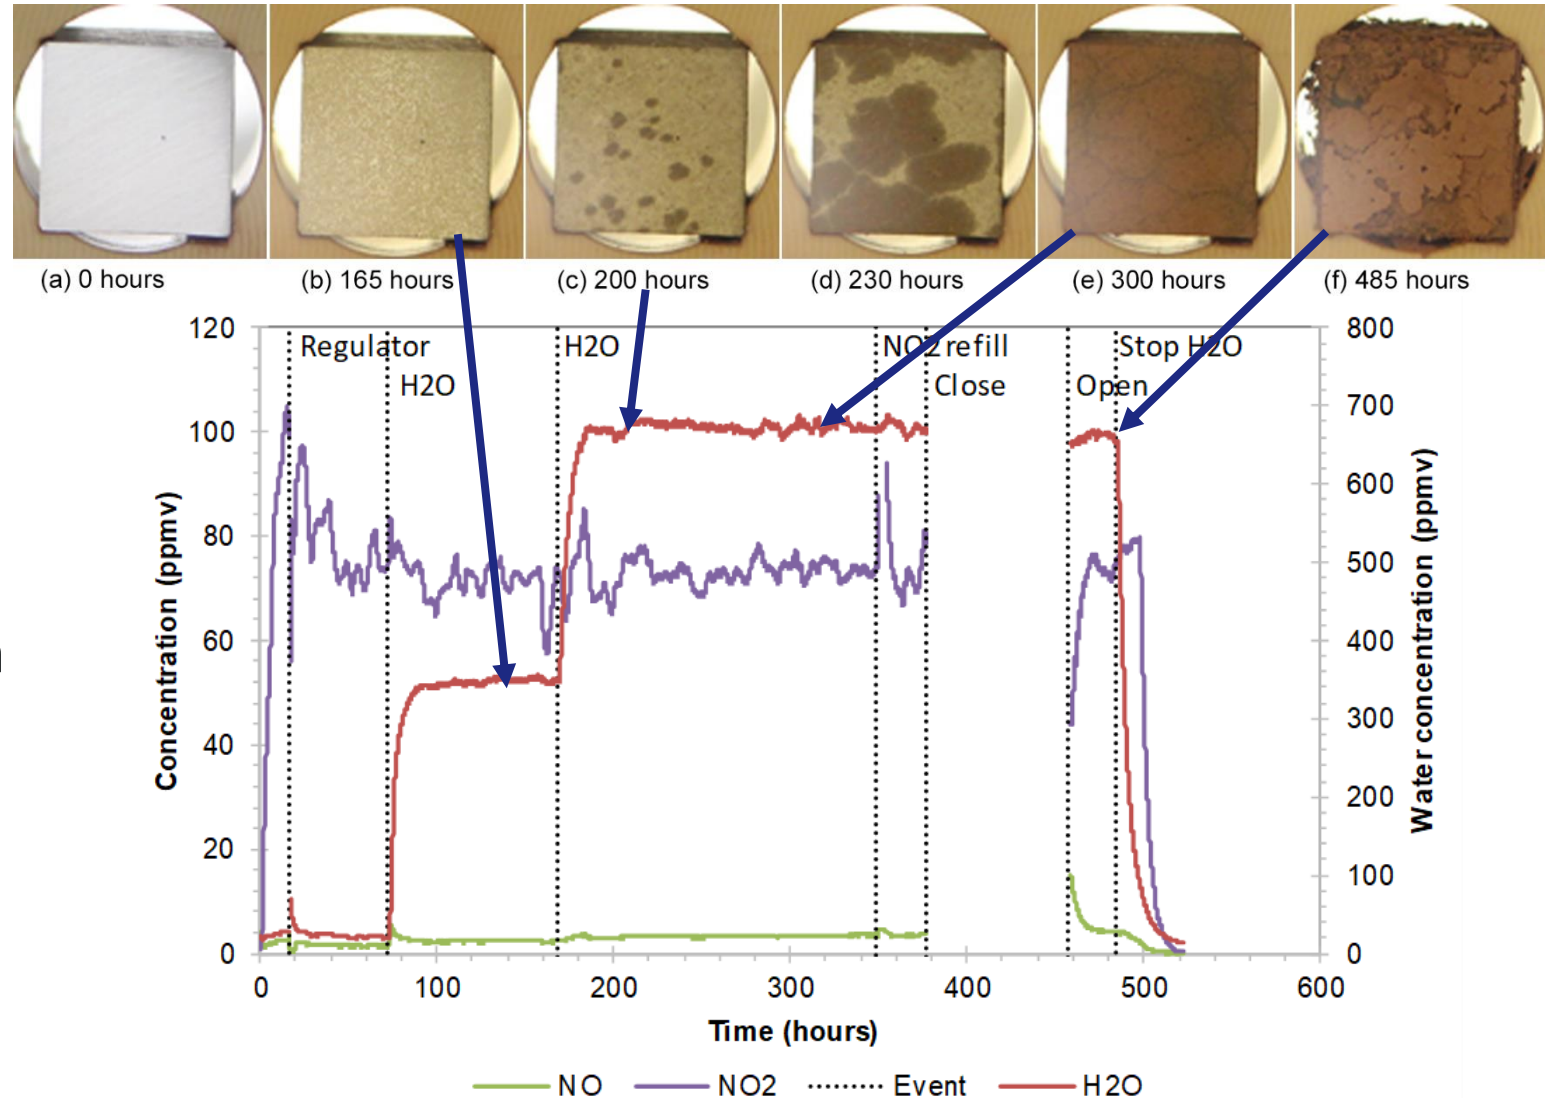 (a) 0 hours
(b) 165 hours
(c) 200 hours
(d) 230 hours
(e) 300 hours
(f) 485 hours
Regulator
H2O
H2O
NO2 refill
Close
Open
Stop H2O
Concentration (ppmv)
120
100
80
60
40
20
0
800
700
600
500
400
300
200
100
0
Water concentration (ppmv)
0
100
200
300
400
500
600
Time (hours)
NO
NO2
Event
H2O